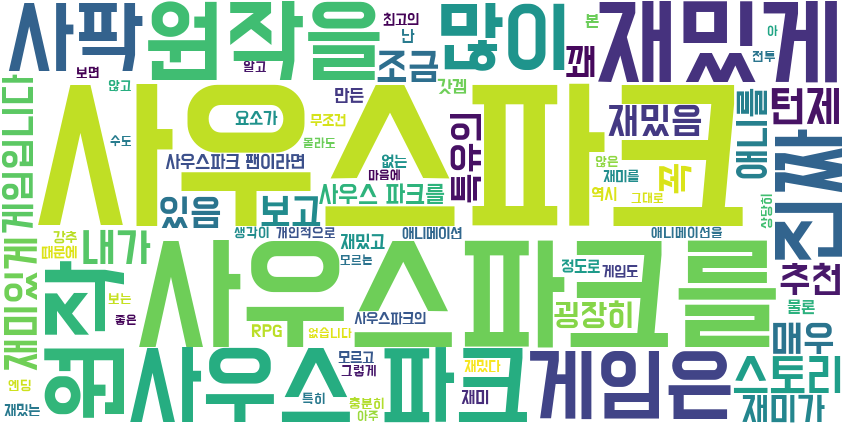 사팍
원작을
최고의
난
많이
본
아
재밌게
보면
알고
조금
꽤
전투
않고
갓겜
만든
사우스파크
요소가
무조건
특유의
재밌음
애니를
턴제
진짜
수도
몰라도
사우스파크 팬이라면
없는
마음에
않은
재미를
꼭
게임입니다
있음
보고
사우스 파크를
역시
그대로
상당히
강추
때문에
내가
생각이
개인적으로
재밌고
애니메이션
애니메이션을
모르는
사우스파크를
정도로
게임도
추천
재미있게
원작
보는
좋은
RPG
없습니다
사우스파크의
굉장히
물론
매우
엔딩
사우스 파크
모르고
그렇게
재밌다
게임은
스토리
재밌는
특히
충분히
아주
재미
재미가